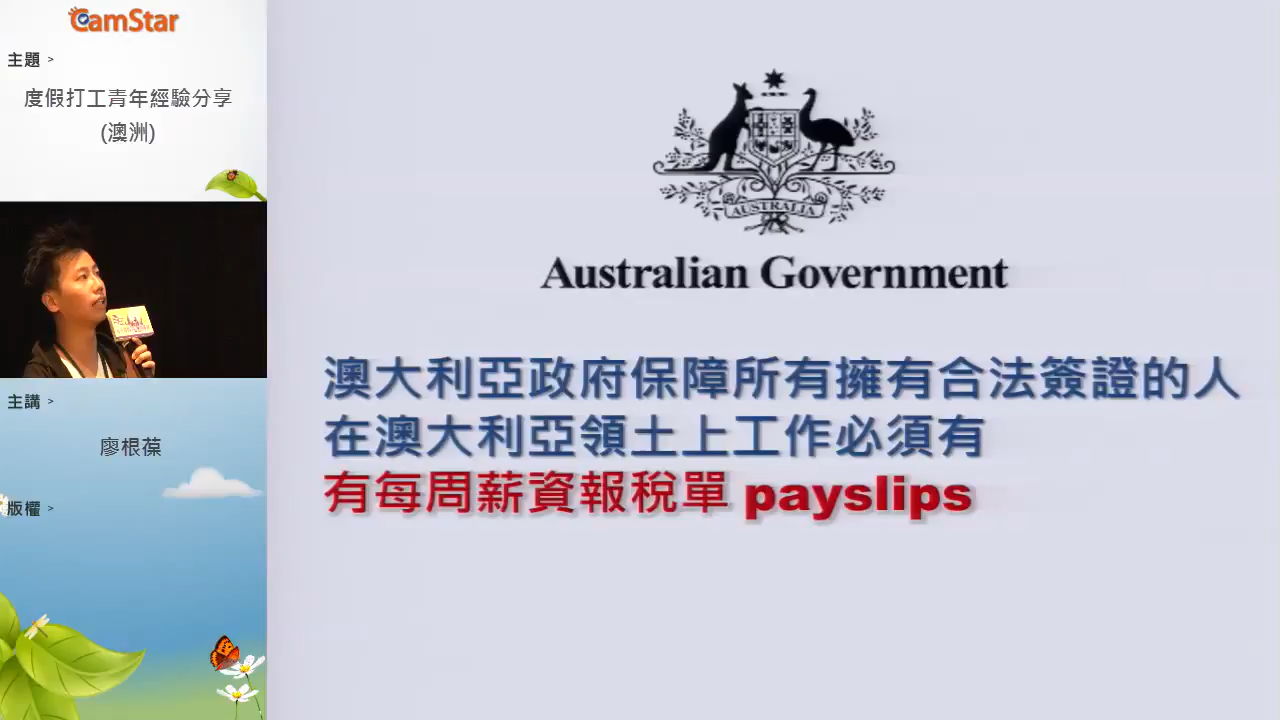 CamStar
主題 >
度假打工青年經驗分享
(澳洲)
主講 >
廖根葆
版權 >
AUSTRALIA
Australian Government
澳大利亞政府保障所有擁有合法簽證的人
在澳大利亞領土上工作必須有
有每周薪資報稅單 payslips